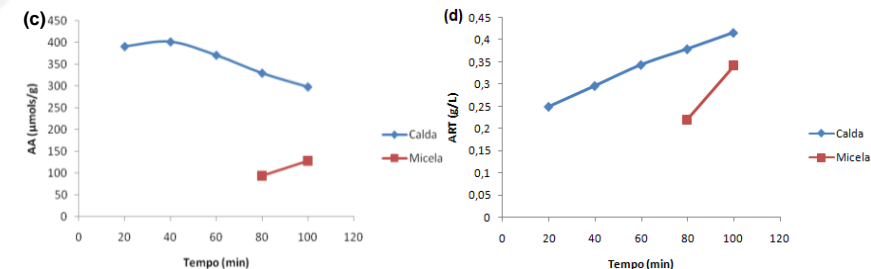 (c)
450
400
350
300
250
200
150
100
50
0
AA (µmols/g)
0 20 40 60 80 100 120
Tempo (min)
Calda
Micela
(d)
0,45
0,4
0,35
0,3
0,25
0,2
0,15
0,1
0,05
0
ART (g/L)
0 20 40 60 80 100 120
Tempo (min)
Calda
Micela